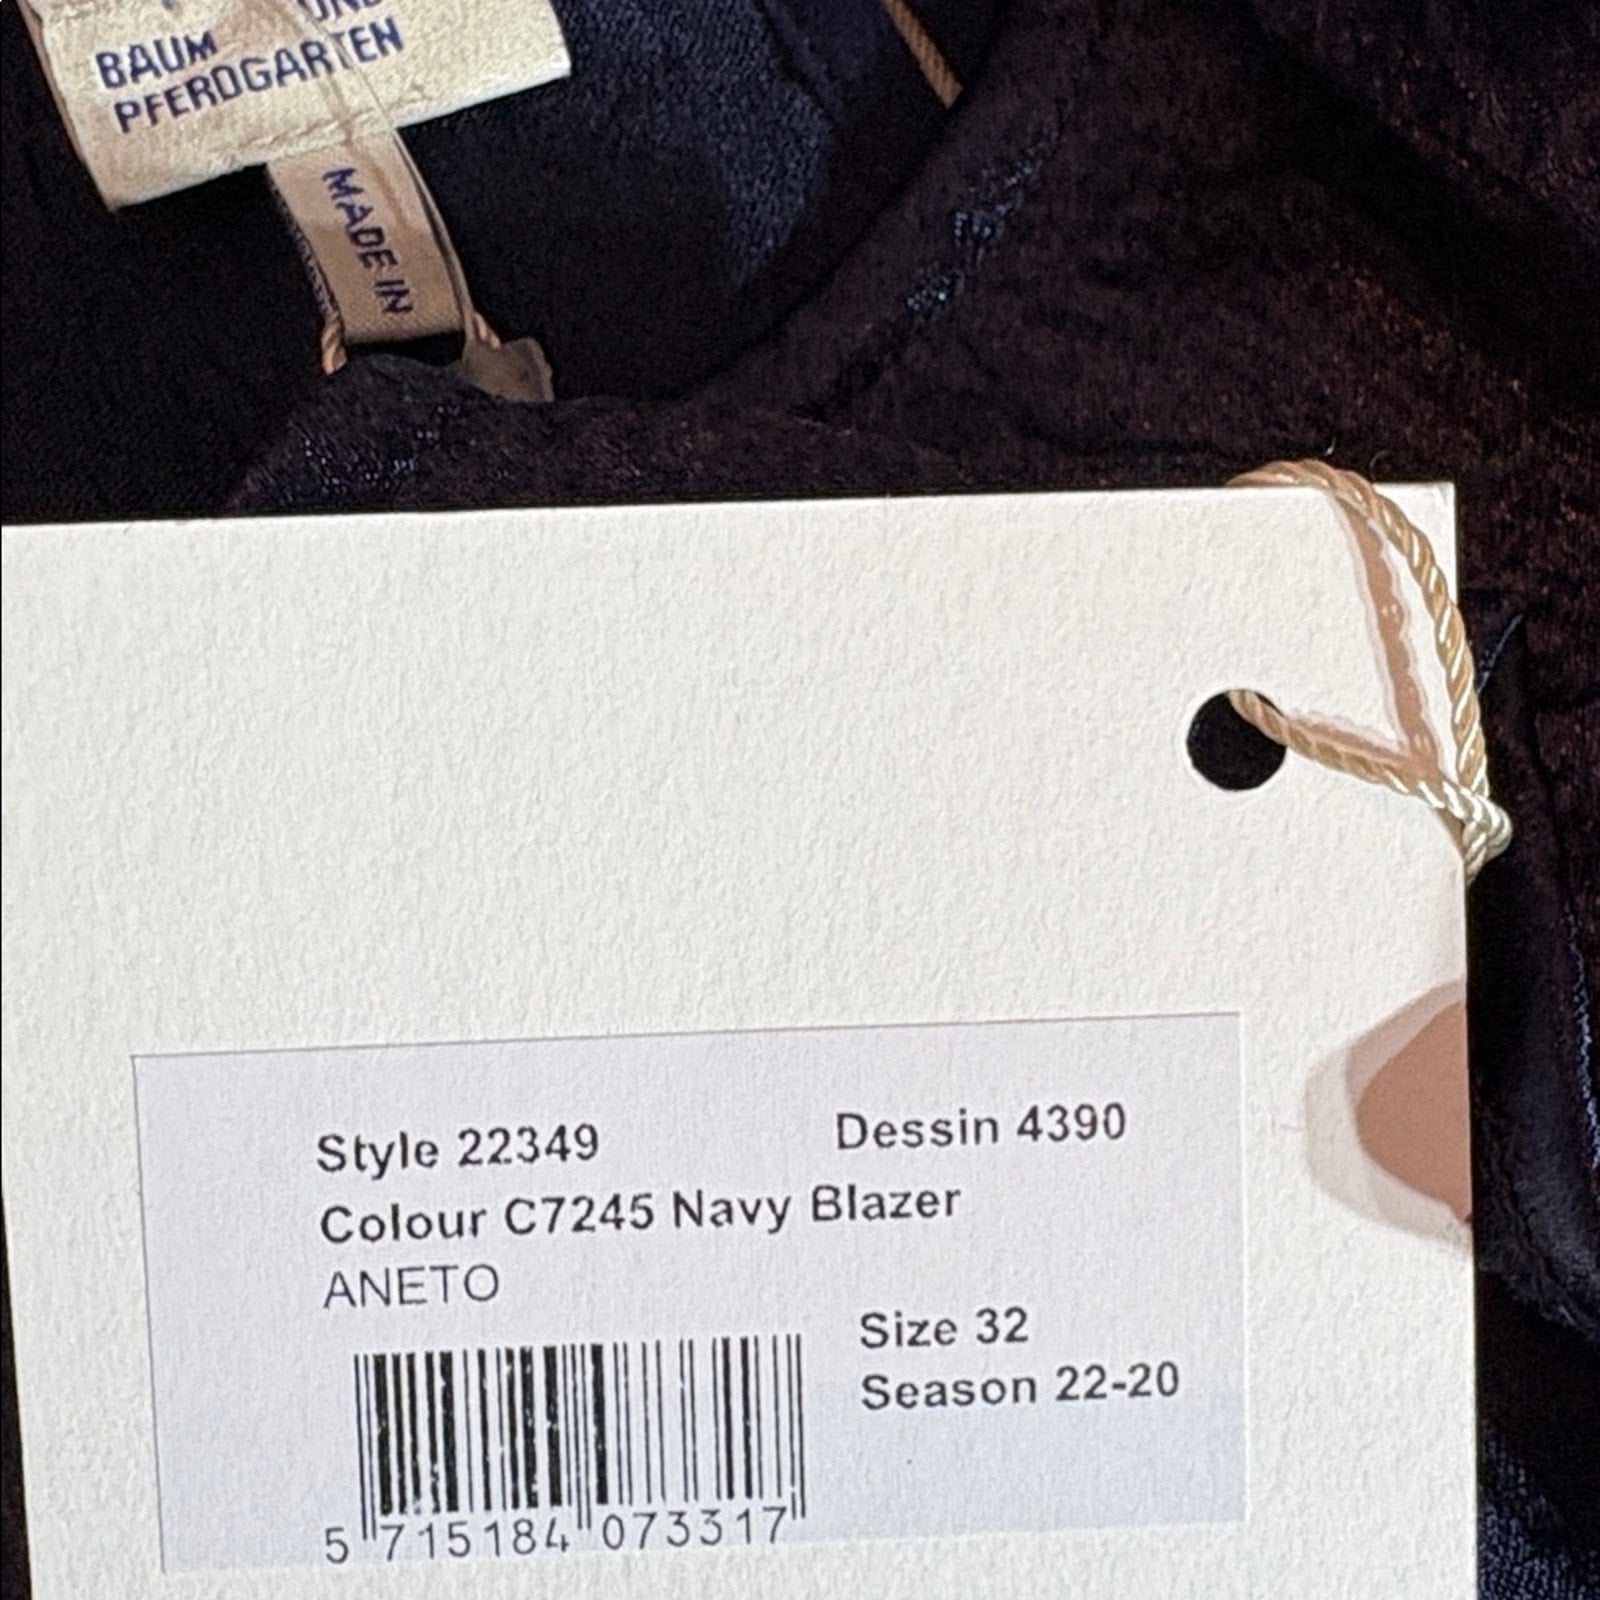 UND
BAUM
PFERDGARTEN
MADE IN
Style 22349 Dessin 4390
Colour C7245 Navy Blazer
ANETO
Size 32
Season 22-20
5 715184 073317